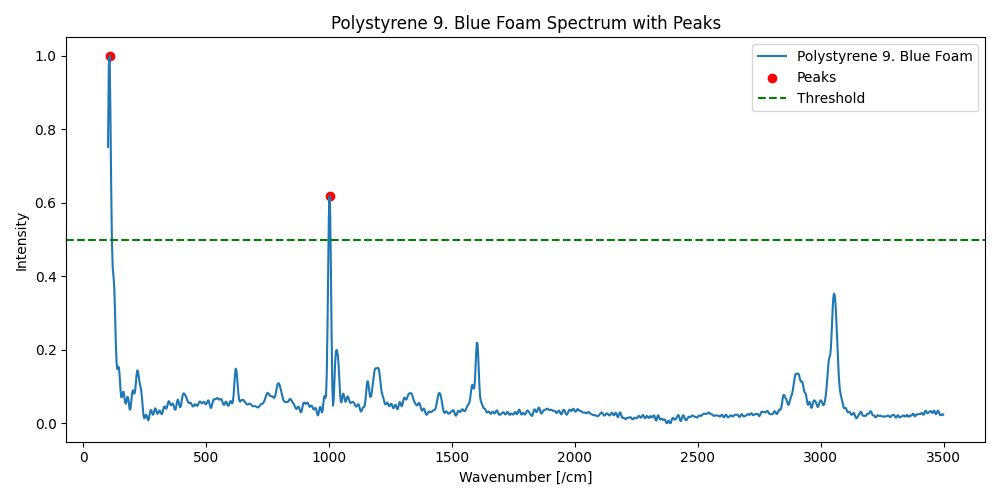 Polystyrene 9. Blue Foam Spectrum with Peaks
Polystyrene 9. Blue Foam
Peaks
Threshold
Intensity
1.0
0.8
0.6
0.4
0.2
0.0
0 500 1000 1500 2000 2500 3000 3500
Wavenumber [/cm]